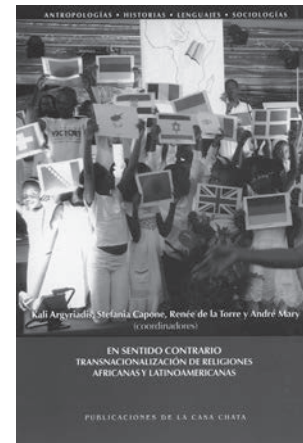 ANTROPOLOGÍAS • HISTORIAS • LENGUAJES • SOCIOLOGÍAS
VICTORY
Kali Argyriadis, Stefania Capone, Renée de la Torre y André Mary
(coordinadores)
EN SENTIDO CONTRARIO
TRANSNACIONALIZACIÓN DE RELIGIONES
AFRICANAS Y LATINOAMERICANAS
PUBLICACIONES DE LA CASA CHATA